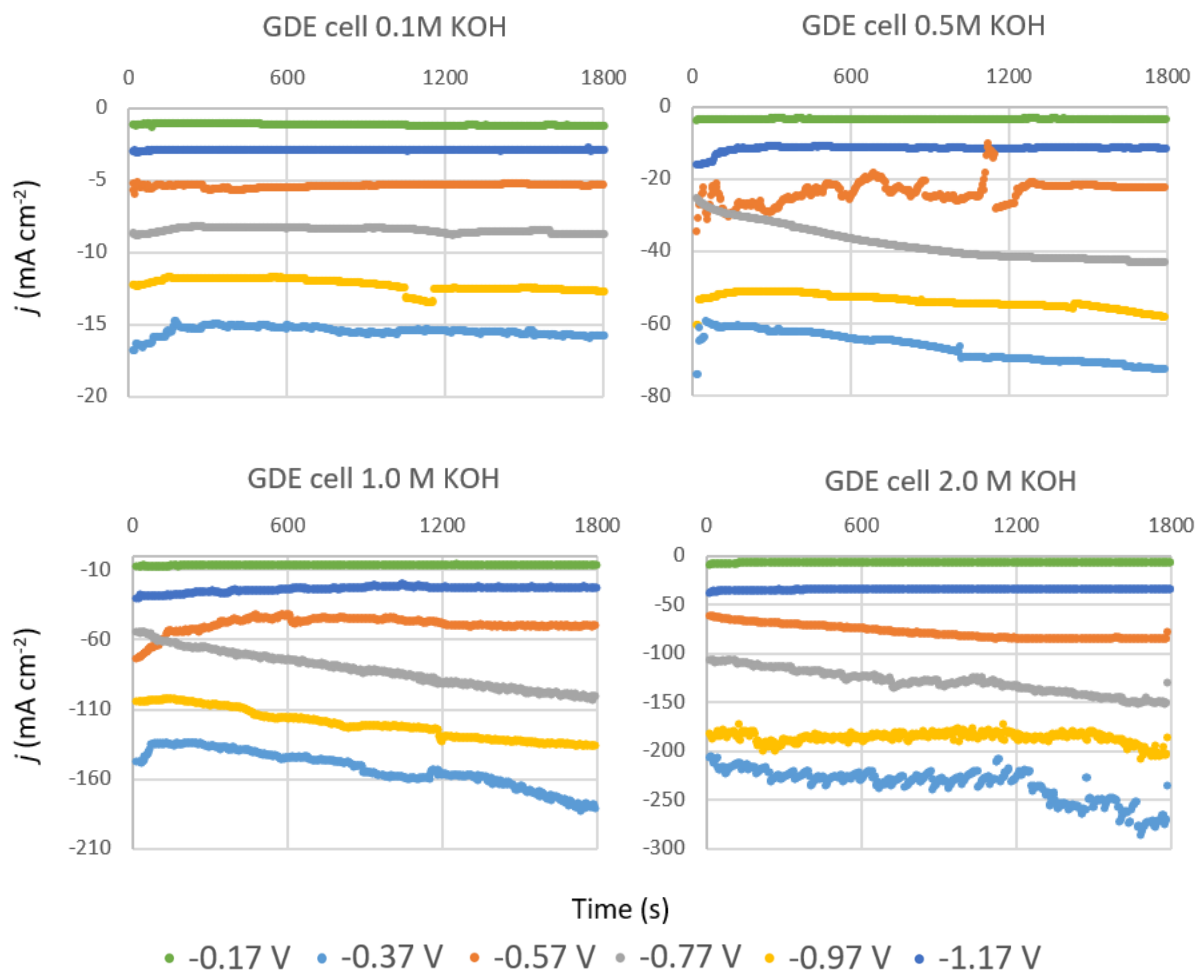 GDE cell 0.1M KOH
0 600 1200 1800
0
-5
-10
-15
-20
j (mA cm⁻²)
GDE cell 0.5M KOH
0 600 1200 1800
0
-20
-40
-60
-80
GDE cell 1.0 M KOH
0 600 1200 1800
-10
-60
-110
-160
-210
j (mA cm⁻²)
GDE cell 2.0 M KOH
0 600 1200 1800
0
-50
-100
-150
-200
-250
-300
Time (s)
-0.17 V -0.37 V -0.57 V -0.77 V -0.97 V -1.17 V